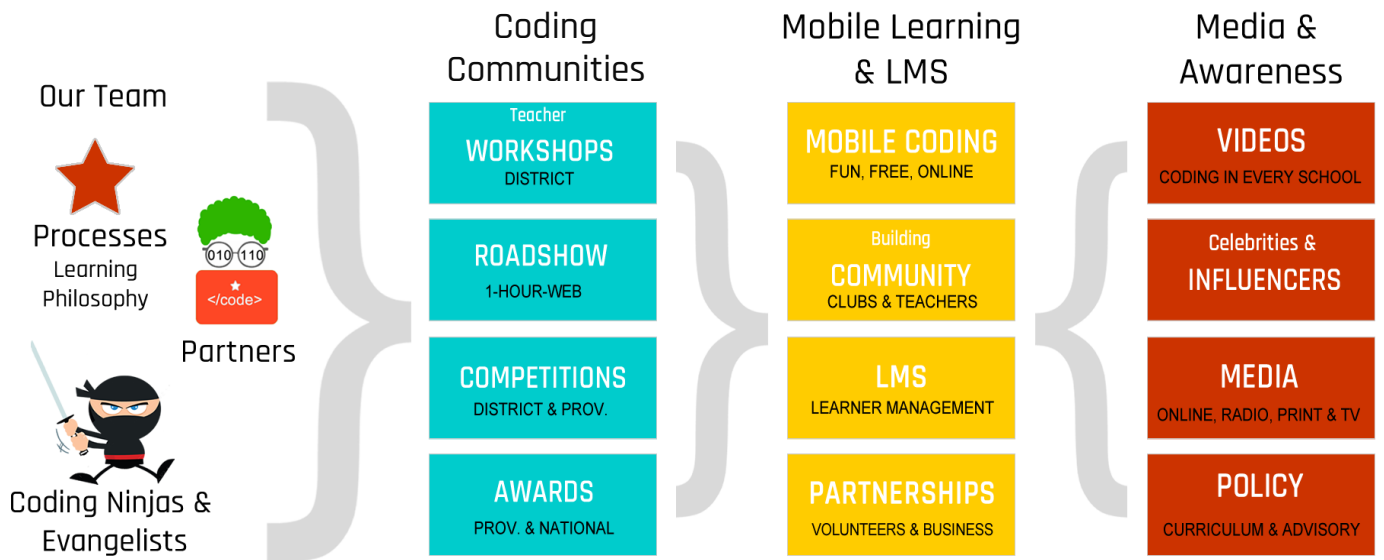 Our Team
Processes
Learning
Philosophy
010 110
</code>
Partners
Coding Ninjas &
Evangelists
Coding
Communities
Teacher
WORKSHOPS
DISTRICT
ROADSHOW
1-HOUR-WEB
COMPETITIONS
DISTRICT & PROV.
AWARDS
PROV. & NATIONAL
Mobile Learning
& LMS
MOBILE CODING
FUN, FREE, ONLINE
Building
COMMUNITY
CLUBS & TEACHERS
LMS
LEARNER MANAGEMENT
PARTNERSHIPS
VOLUNTEERS & BUSINESS
Media &
Awareness
VIDEOS
CODING IN EVERY SCHOOL
Celebrities &
INFLUENCERS
MEDIA
ONLINE, RADIO, PRINT & TV
POLICY
CURRICULUM & ADVISORY